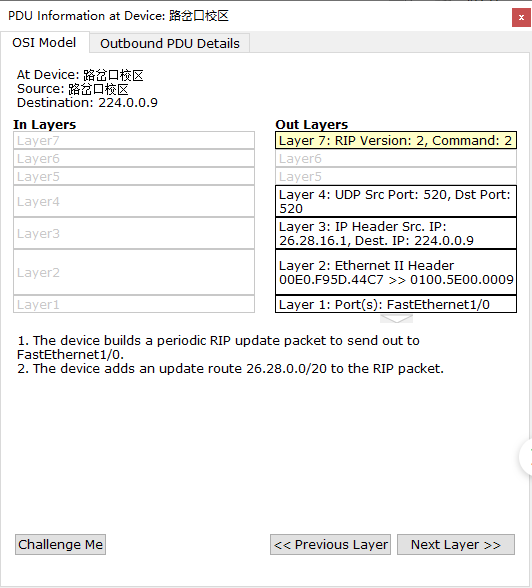 PDU Information at Device: 路岔口校区
OSI Model
Outbound PDU Details
At Device: 路岔口校区
Source: 路岔口校区
Destination: 224.0.0.9
In Layers
Layer7
Layer6
Layer5
Layer4
Layer3
Layer2
Layer1
Out Layers
Layer 7: RIP Version: 2, Command: 2
Layer6
Layer5
Layer 4: UDP Src Port: 520, Dst Port:
520
Layer 3: IP Header Src. IP:
26.28.16.1, Dest. IP: 224.0.0.9
Layer 2: Ethernet II Header
00E0.F95D.44C7 >> 0100.5E00.0009
Layer 1: Port(s): FastEthernet1/0
1. The device builds a periodic RIP update packet to send out to
FastEthernet1/0.
2. The device adds an update route 26.28.0.0/20 to the RIP packet.
Challenge Me
<< Previous Layer
Next Layer >>